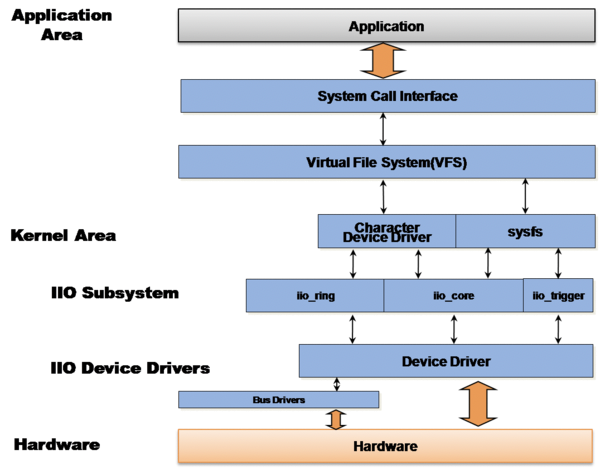 Application
Area
Application
System Call Interface
Virtual File System(VFS)
Kernel Area
Character
Device Driver
sysfs
IIO Subsystem
iio_ring
iio_core
iio_trigger
IIO Device Drivers
Device Driver
Bus Drivers
Hardware
Hardware